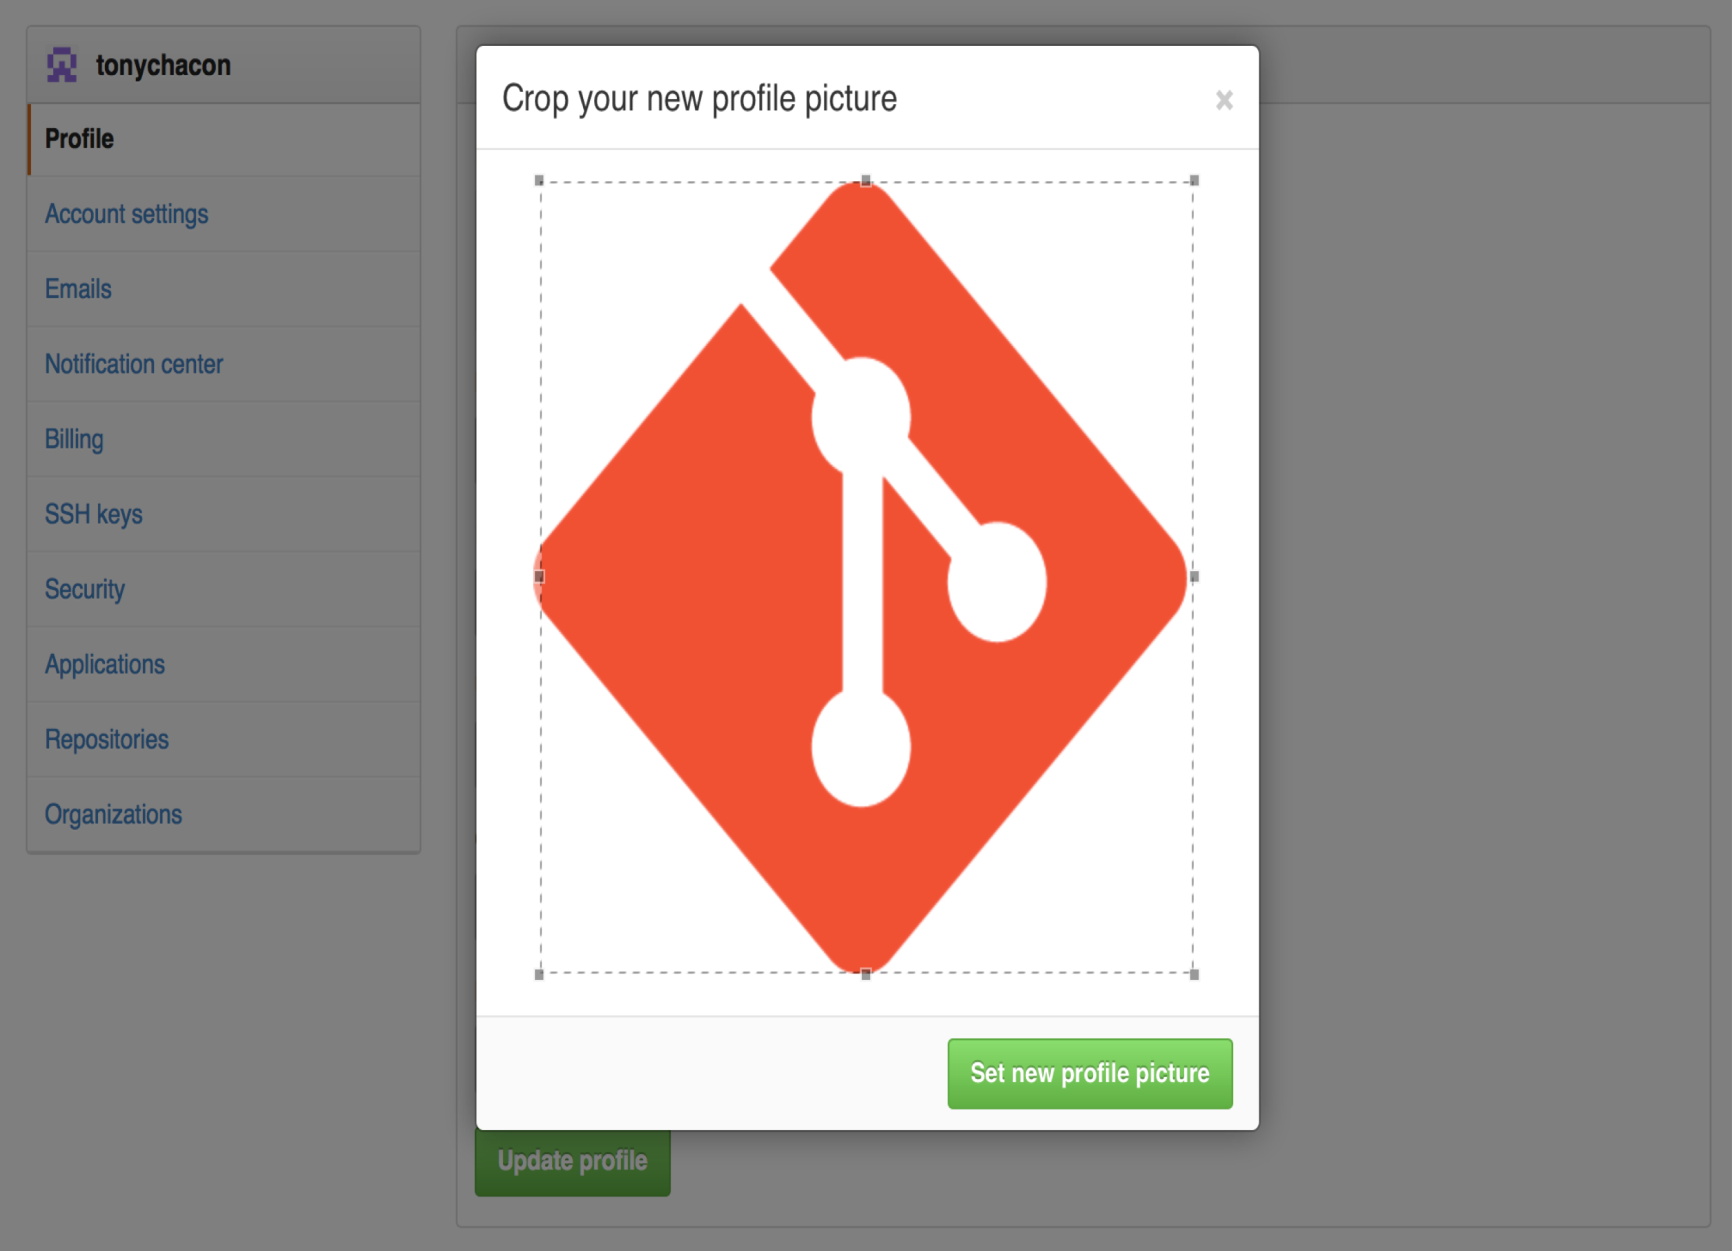 tonychacon
Profile
Account settings
Emails
Notification center
Billing
SSH keys
Security
Applications
Repositories
Organizations
Crop your new profile picture
×
Set new profile picture
Update profile